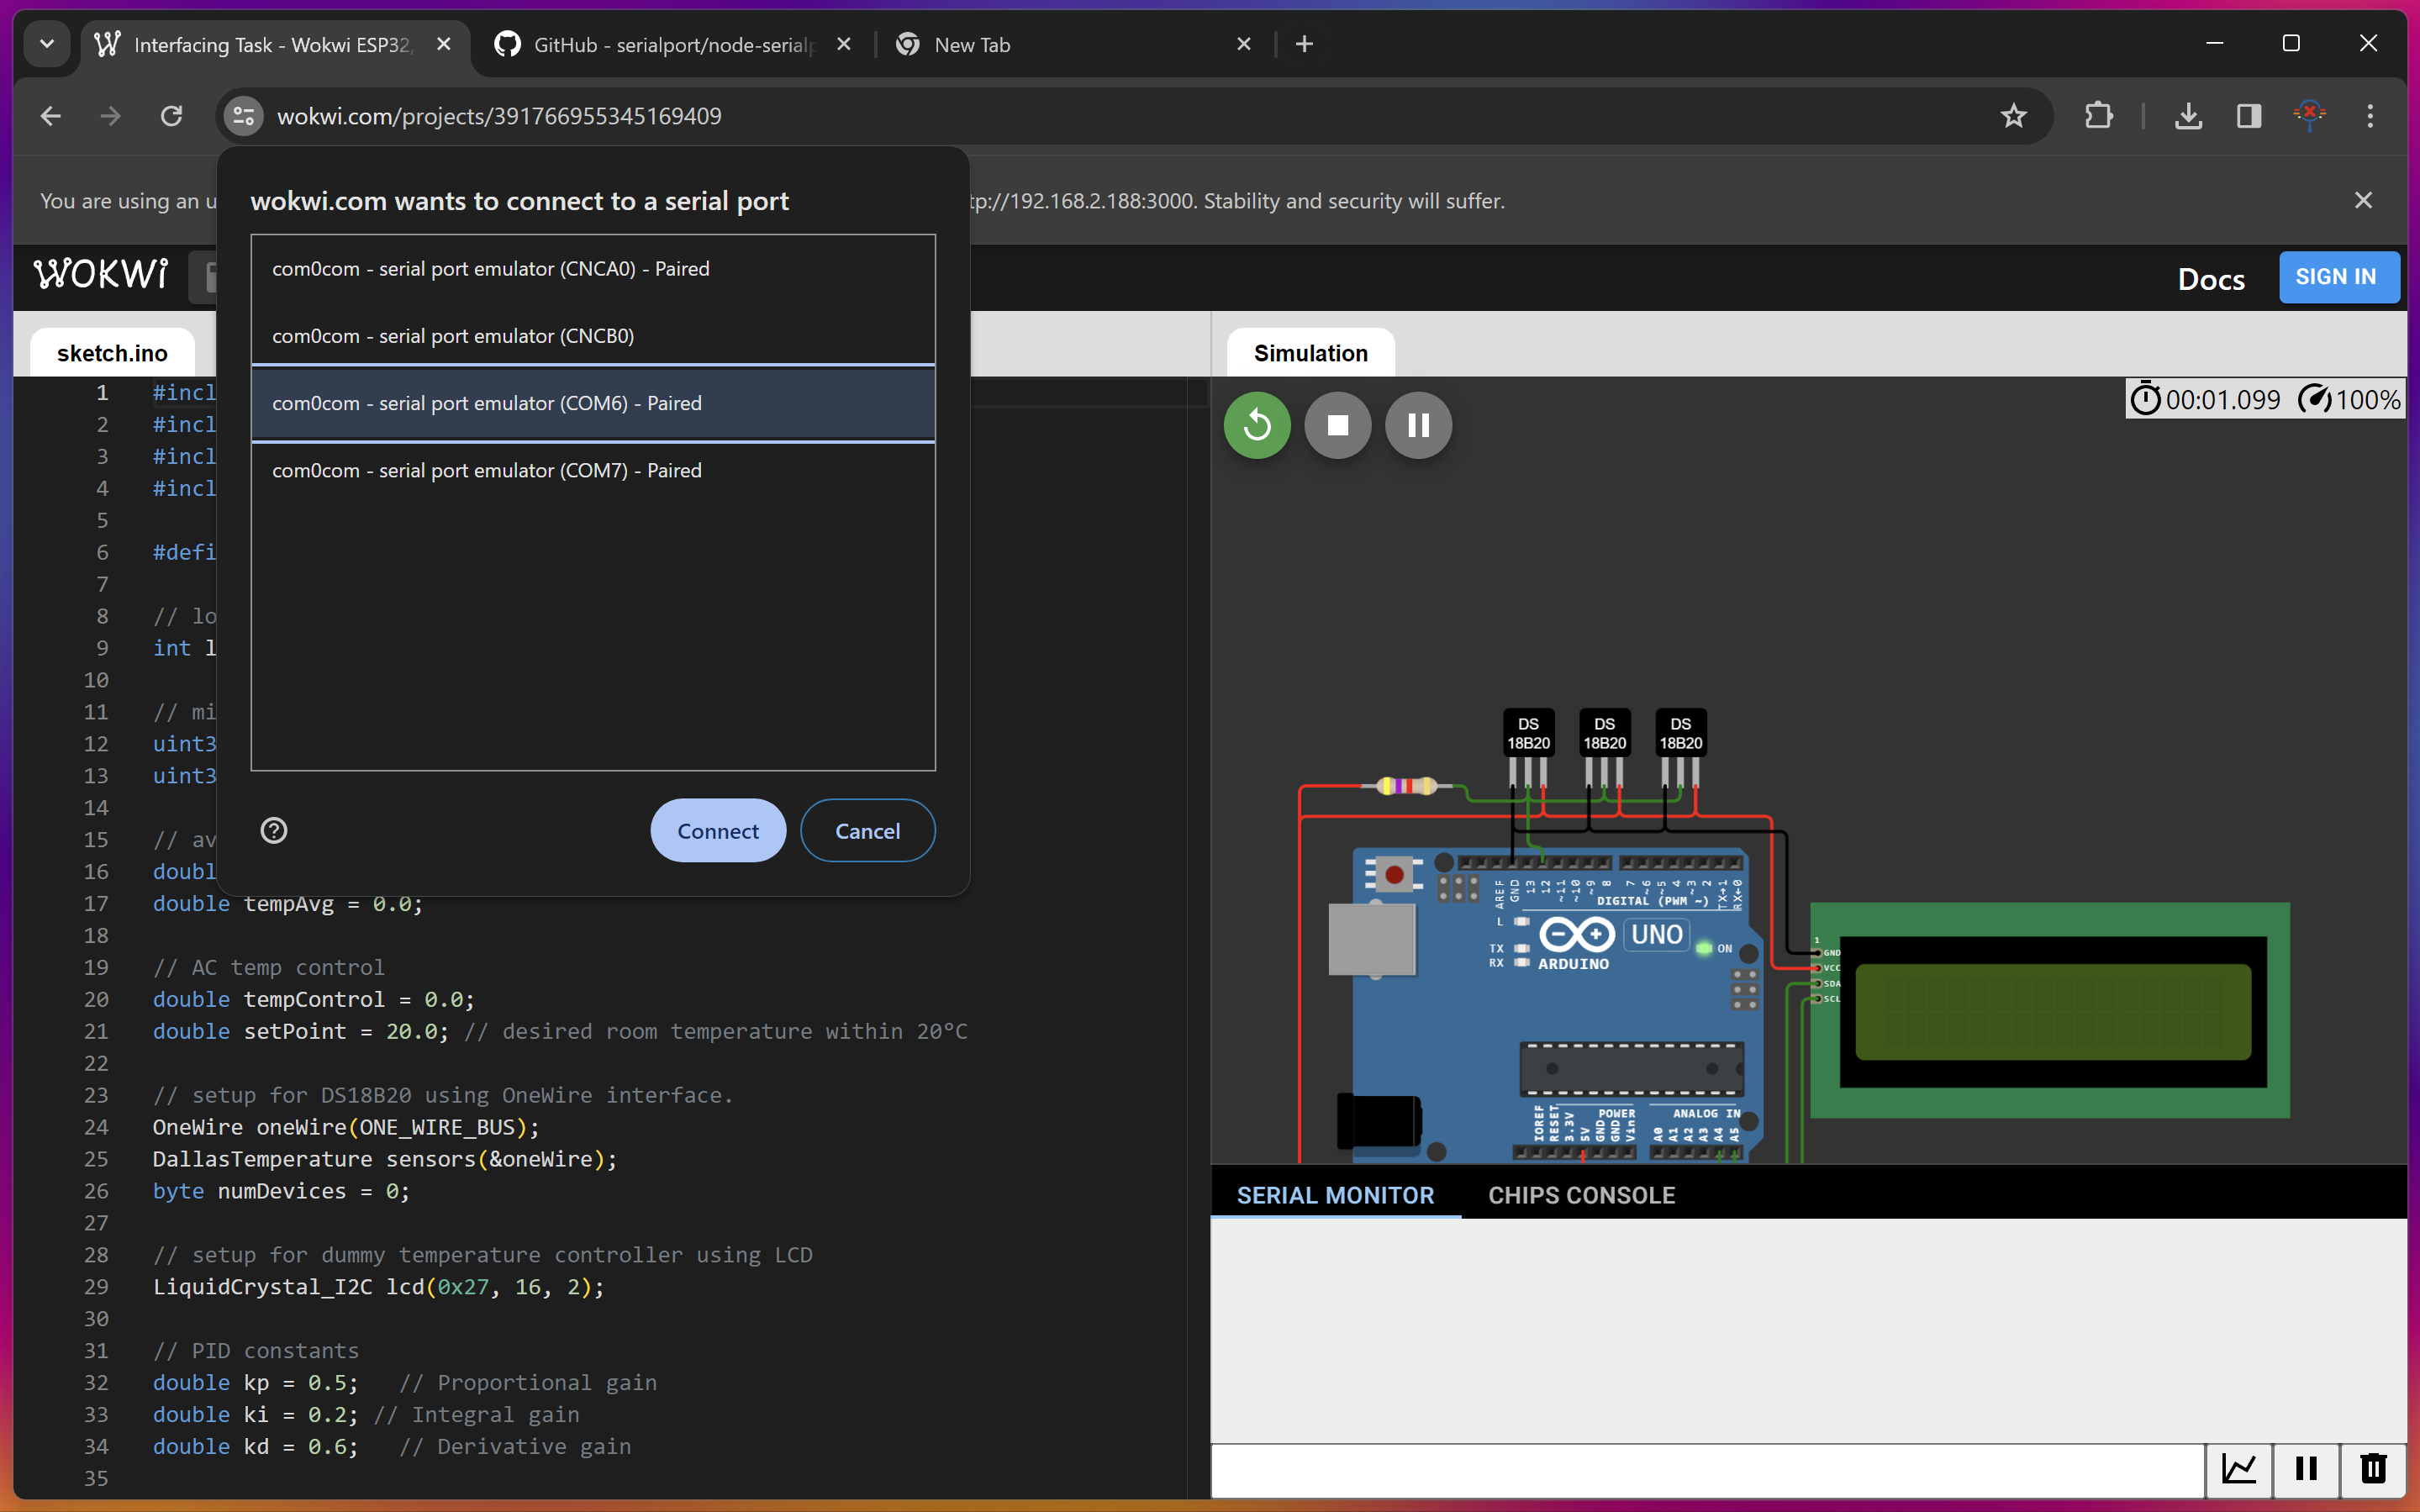 Interfacing Task - Wokwi ESP32,
GitHub - serialport/node-serialp
New Tab
wokwi.com/projects/391766955345169409
You are using an u
tp://192.168.2.188:3000. Stability and security will suffer.
wokwi.com wants to connect to a serial port
com0com - serial port emulator (CNCA0) - Paired
com0com - serial port emulator (CNCB0)
com0com - serial port emulator (COM6) - Paired
com0com - serial port emulator (COM7) - Paired
Connect
Cancel
WOKWi
Docs
SIGN IN
sketch.ino
1 #incl
2 #incl
3 #incl
4 #incl
5
6 #defi
7
8 // lo
9 int l
10
11 // mi
12 uint3
13 uint3
14
15 // av
16 doubl
17 double tempAvg = 0.0;
18
19 // AC temp control
20 double tempControl = 0.0;
21 double setPoint = 20.0; // desired room temperature within 20°C
22
23 // setup for DS18B20 using OneWire interface.
24 OneWire oneWire(ONE_WIRE_BUS);
25 DallasTemperature sensors(&oneWire);
26 byte numDevices = 0;
27
28 // setup for dummy temperature controller using LCD
29 LiquidCrystal_I2C lcd(0x27, 16, 2);
30
31 // PID constants
32 double kp = 0.5; // Proportional gain
33 double ki = 0.2; // Integral gain
34 double kd = 0.6; // Derivative gain
35
Simulation
00:01.099 100%
DS DS DS
18B20 18B20 18B20
AREF GND 13 12 ~11 ~10 ~9 8 7 ~6 ~5 4 ~3 2 TX→1 RX←0
DIGITAL (PWM ~)
L
TX
RX
UNO
ON
ARDUINO
1
GND
VCC
SDA
SCL
POWER
ANALOG IN
IOREF RESET 3.3V 5V GND GND Vin A0 A1 A2 A3 A4 A5
SERIAL MONITOR
CHIPS CONSOLE